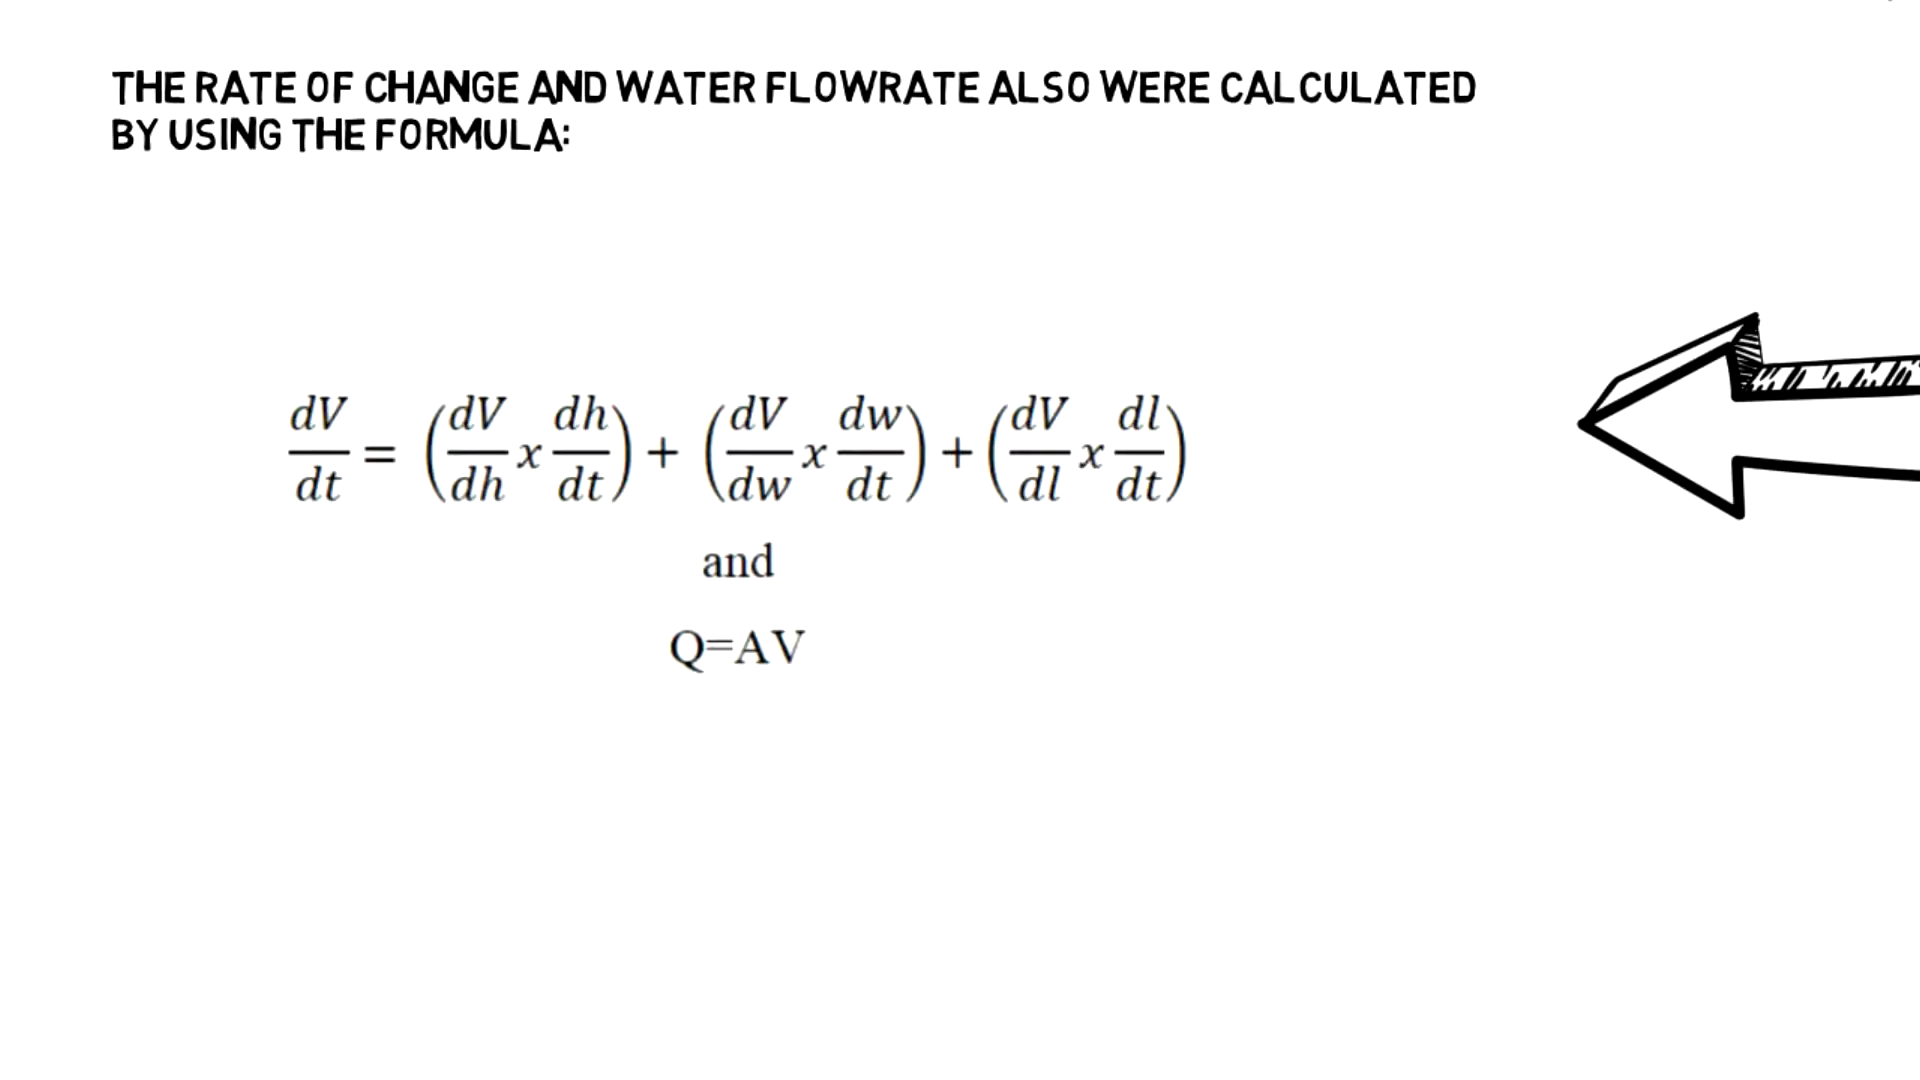 THE RATE OF CHANGE AND WATER FLOWRATE ALSO WERE CALCULATED
BY USING THE FORMULA:
dV/dt = (dV/dh x dh/dt) + (dV/dw x dw/dt) + (dV/dl x dl/dt)
and
Q=AV